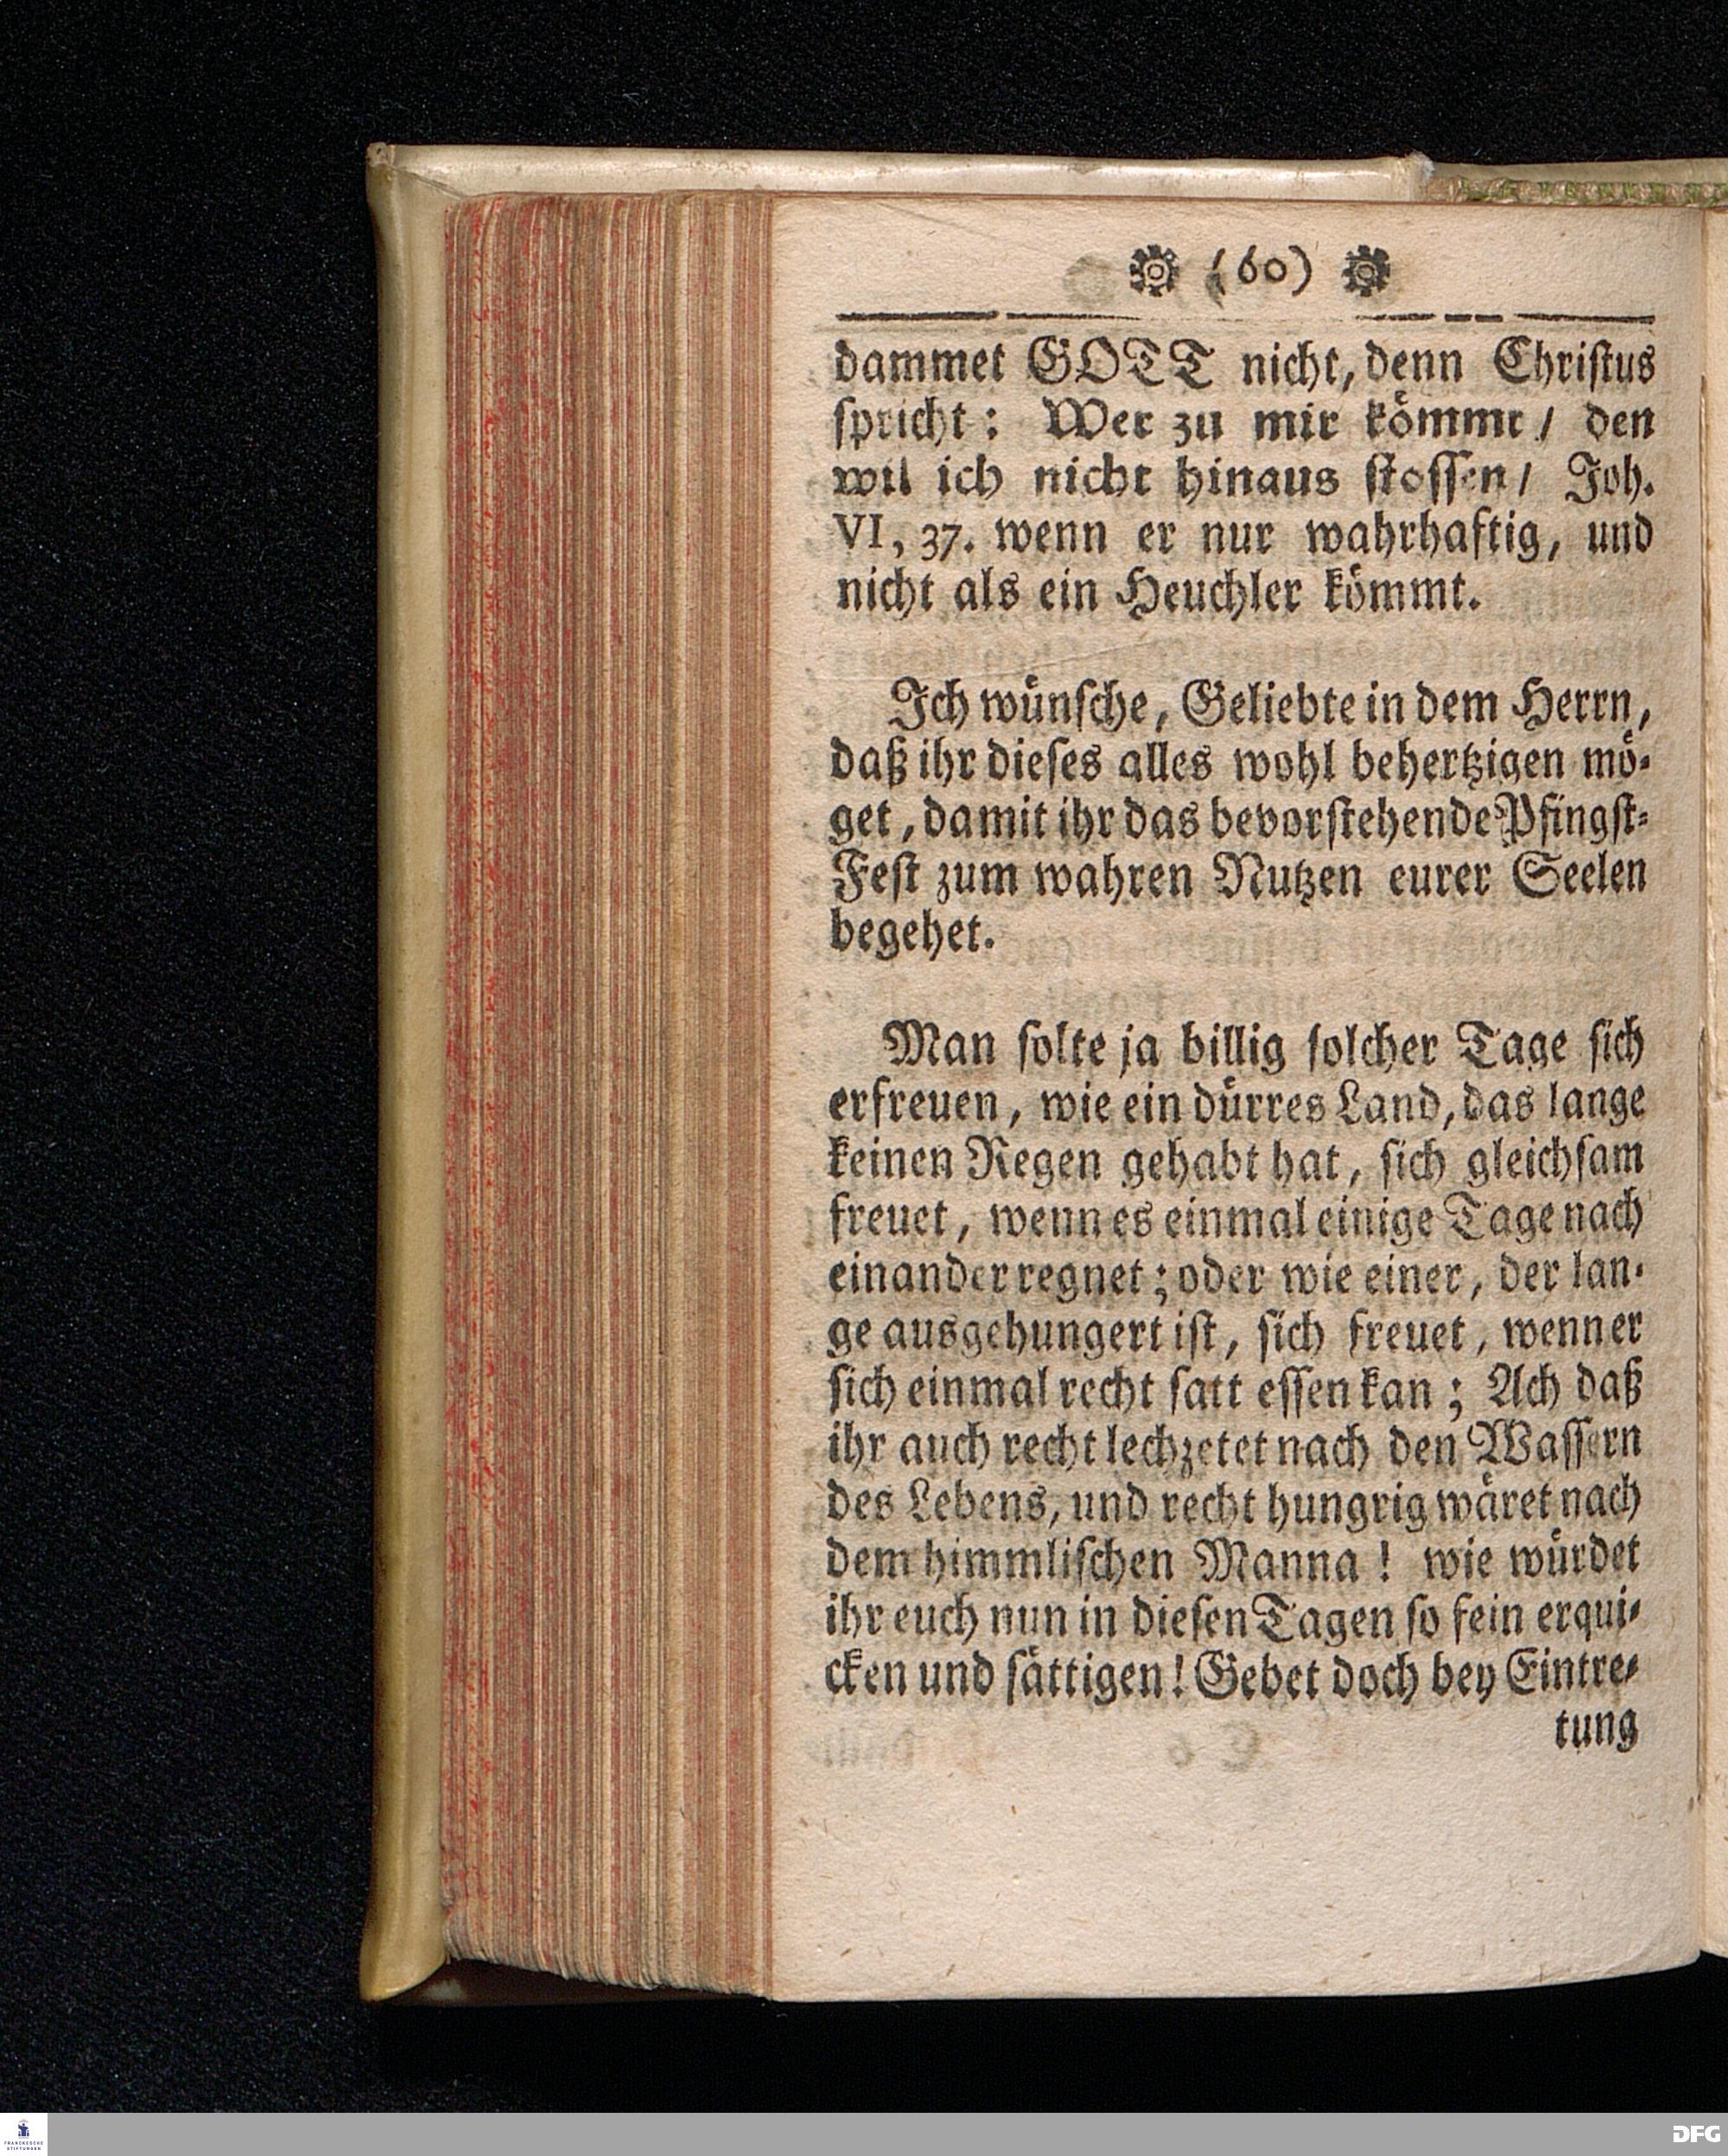 (60)
dammet GOTT nicht, denn Christus
spricht: Wer zu mir kömmt / den
wil ich nicht hinaus stossen / Joh.
VI, 37. wenn er nur wahrhaftig, und
nicht als ein Heuchler kömmt.
Ich wünsche, Geliebte in dem Herrn,
daß ihr dieses alles wohl behertzigen mö-
get, damit ihr das bevorstehende Pfingst-
Fest zum wahren Nutzen eurer Seelen
begehet.
Man solte ja billig solcher Tage sich
erfreuen, wie ein dürres Land, das lange
keinen Regen gehabt hat, sich gleichsam
freuet, wenn es einmal einige Tage nach
einander regnet; oder wie einer, der lan-
ge ausgehungert ist, sich freuet, wenn er
sich einmal recht satt essen kan; Ach daß
ihr auch recht lechzetet nach den Wassern
des Lebens, und recht hungrig wäret nach
dem himmlischen Manna! wie würdet
ihr euch nun in diesen Tagen so fein erqui-
cken und sättigen! Gebet doch bey Eintre-
tung
FRANCKESCHE
STIFTUNGEN
DFG